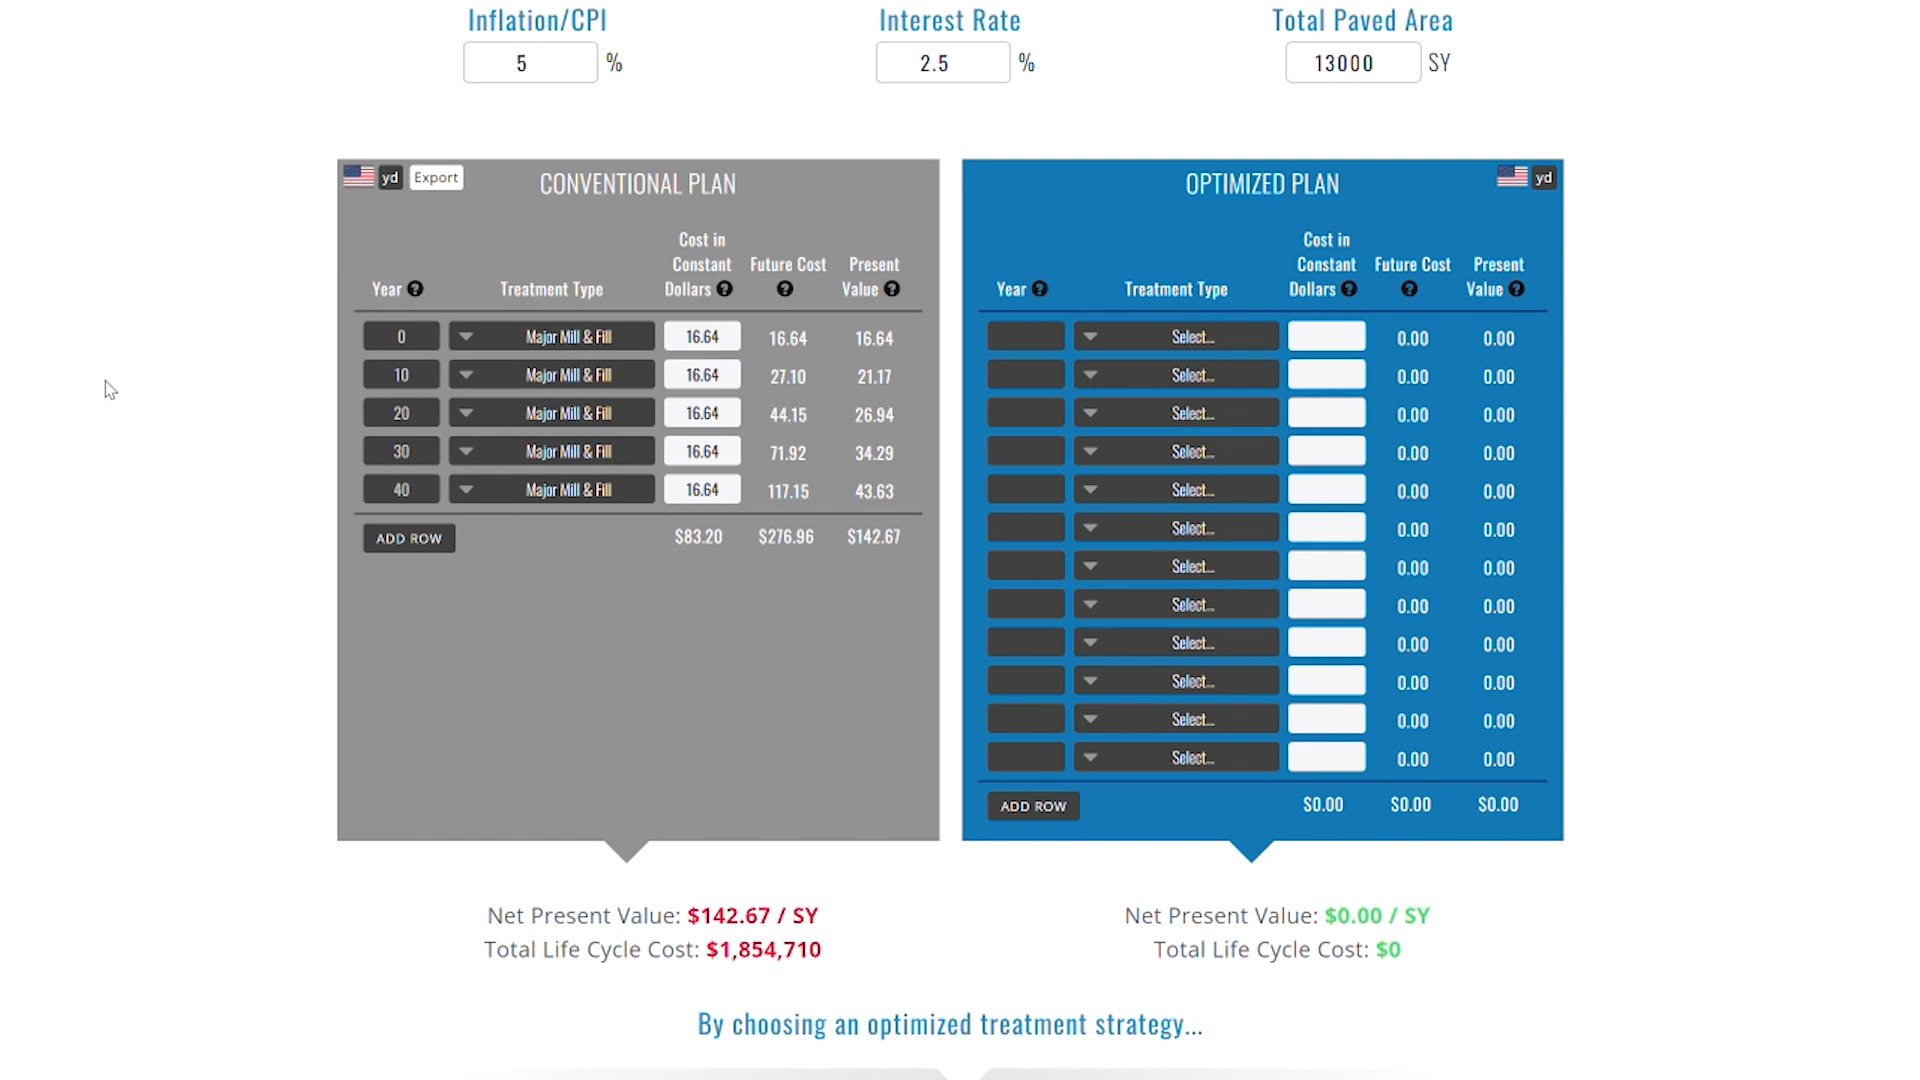 Inflation/CPI Interest Rate Total Paved Area
5 % 2.5 % 13000 SY
yd Export CONVENTIONAL PLAN
Cost in
Constant Future Cost Present
Year ? Treatment Type Dollars ? ? Value ?
0 Major Mill & Fill 16.64 16.64 16.64
10 Major Mill & Fill 16.64 27.10 21.17
20 Major Mill & Fill 16.64 44.15 26.94
30 Major Mill & Fill 16.64 71.92 34.29
40 Major Mill & Fill 16.64 117.15 43.63
ADD ROW $83.20 $276.96 $142.67
OPTIMIZED PLAN yd
Cost in
Constant Future Cost Present
Year ? Treatment Type Dollars ? ? Value ?
Select... 0.00 0.00
Select... 0.00 0.00
Select... 0.00 0.00
Select... 0.00 0.00
Select... 0.00 0.00
Select... 0.00 0.00
Select... 0.00 0.00
Select... 0.00 0.00
Select... 0.00 0.00
Select... 0.00 0.00
Select... 0.00 0.00
Select... 0.00 0.00
ADD ROW $0.00 $0.00 $0.00
Net Present Value: $142.67 / SY
Total Life Cycle Cost: $1,854,710
Net Present Value: $0.00 / SY
Total Life Cycle Cost: $0
By choosing an optimized treatment strategy...